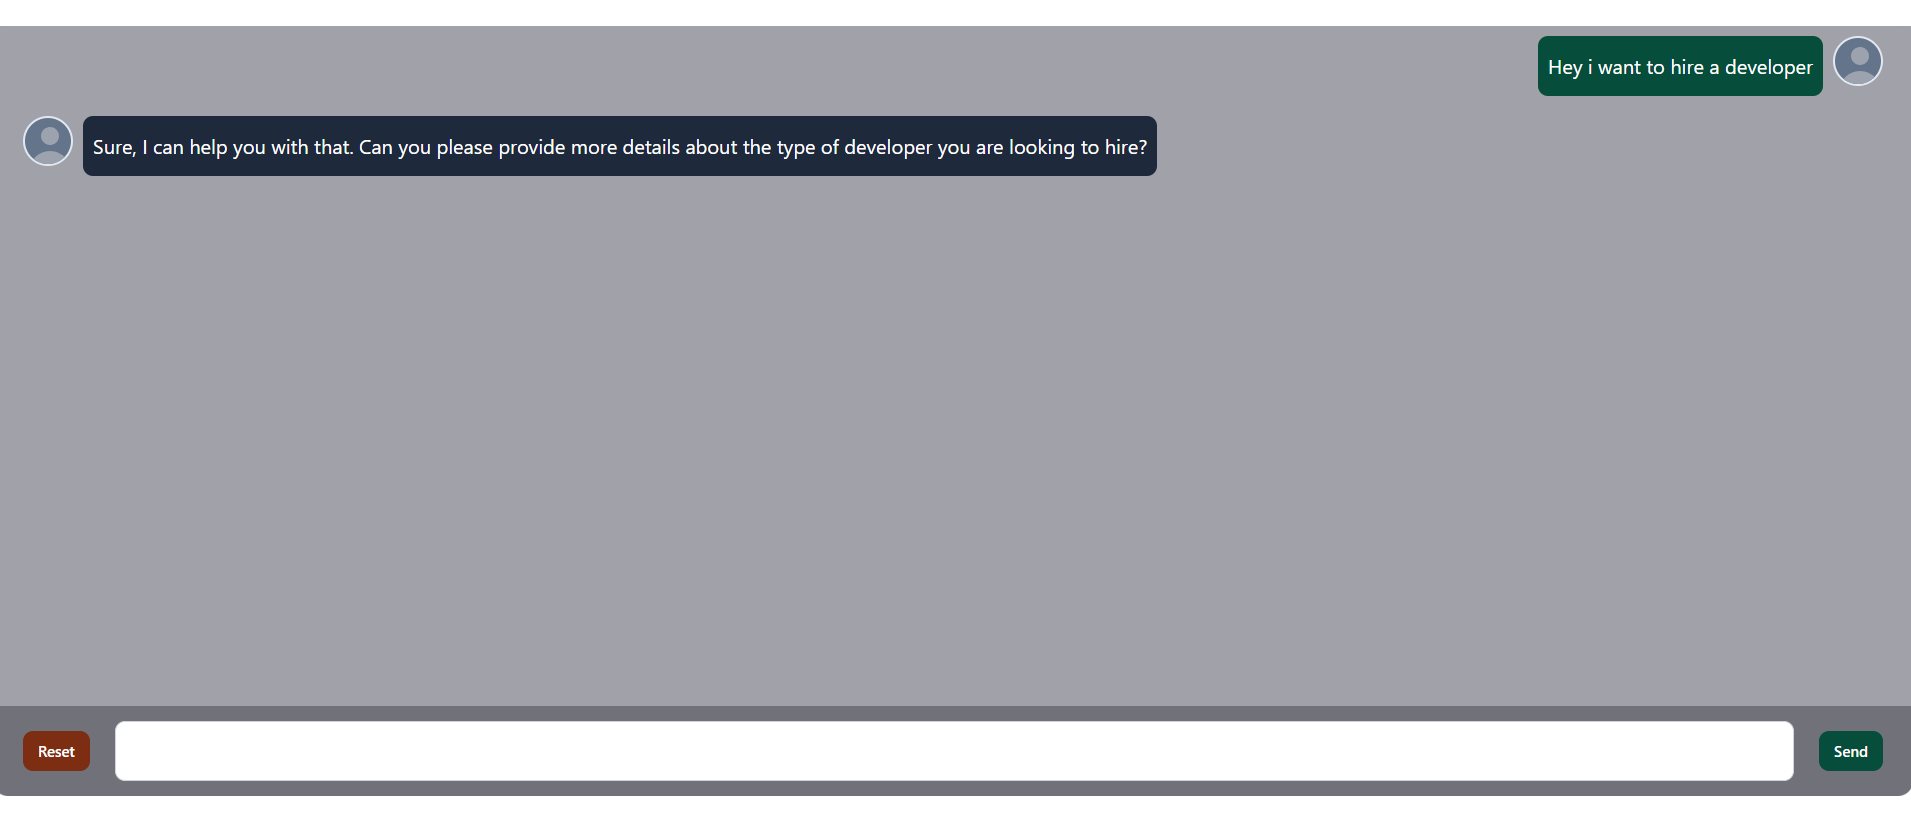 Hey i want to hire a developer
Sure, I can help you with that. Can you please provide more details about the type of developer you are looking to hire?
Reset
Send